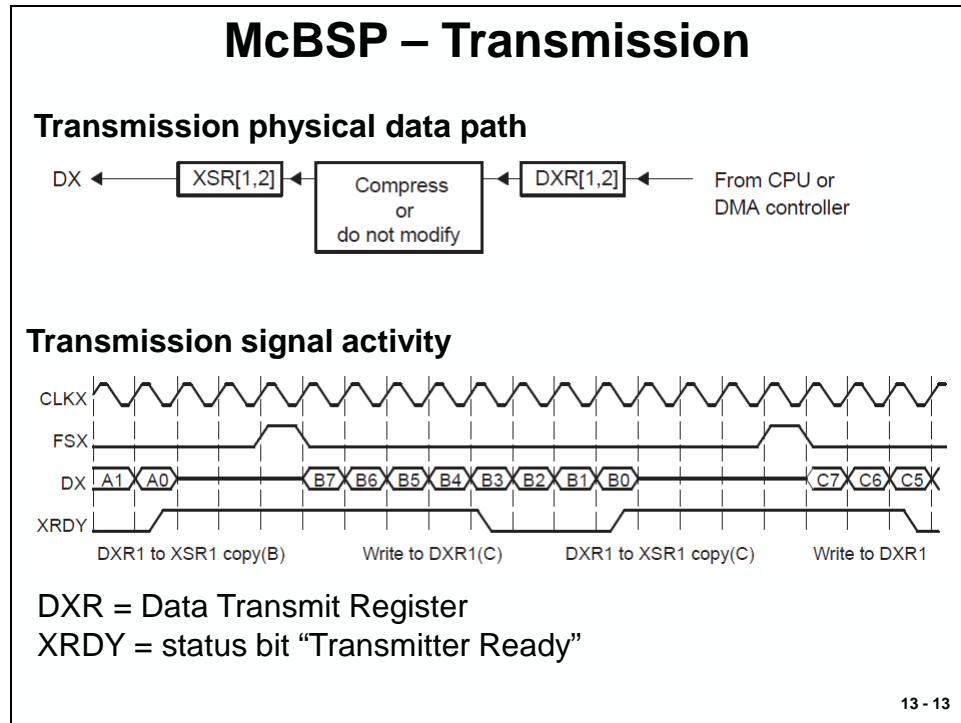 McBSP – Transmission
Transmission physical data path
DX
XSR[1,2]
Compress
or
do not modify
DXR[1,2]
From CPU or
DMA controller
Transmission signal activity
CLKX
FSX
DX A1 A0 B7 B6 B5 B4 B3 B2 B1 B0 C7 C6 C5
XRDY
DXR1 to XSR1 copy(B) Write to DXR1(C) DXR1 to XSR1 copy(C) Write to DXR1
DXR = Data Transmit Register
XRDY = status bit “Transmitter Ready”
13 - 13